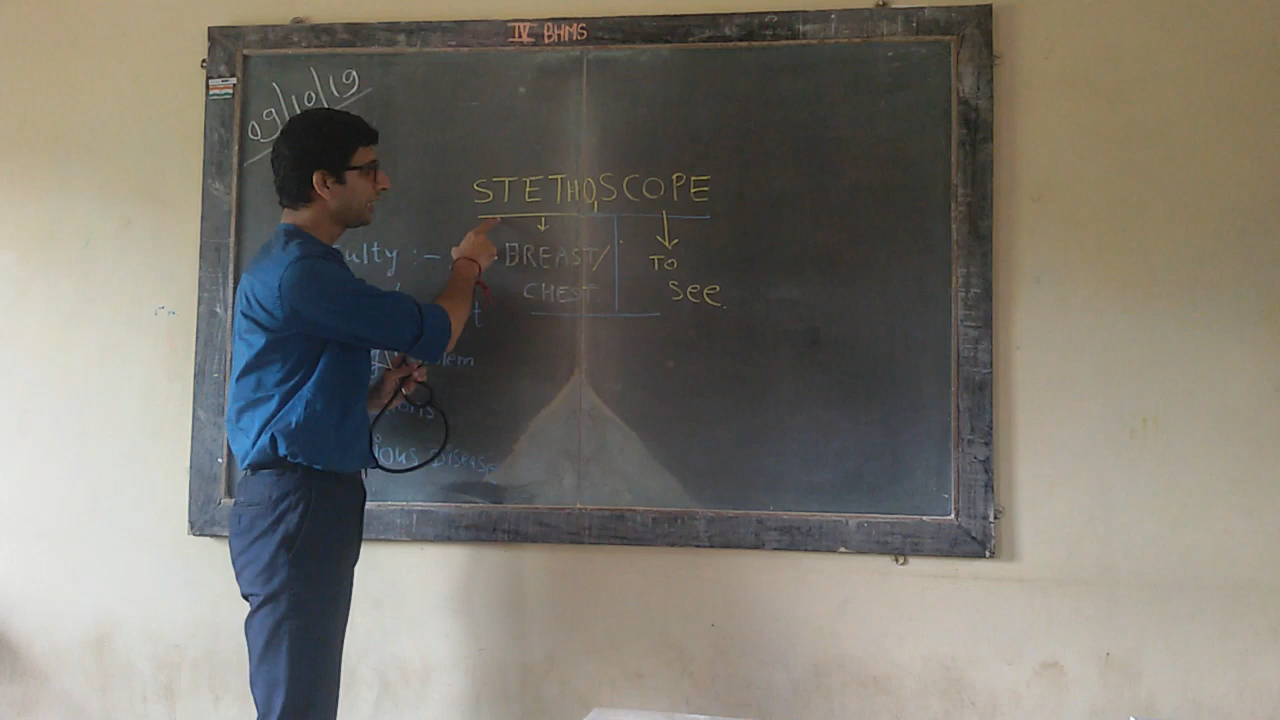 IV BHMS
09/10/19
STETHOSCOPE
ulty :- BREAST/ TO
CHEST see.
t
lem
ous Disease